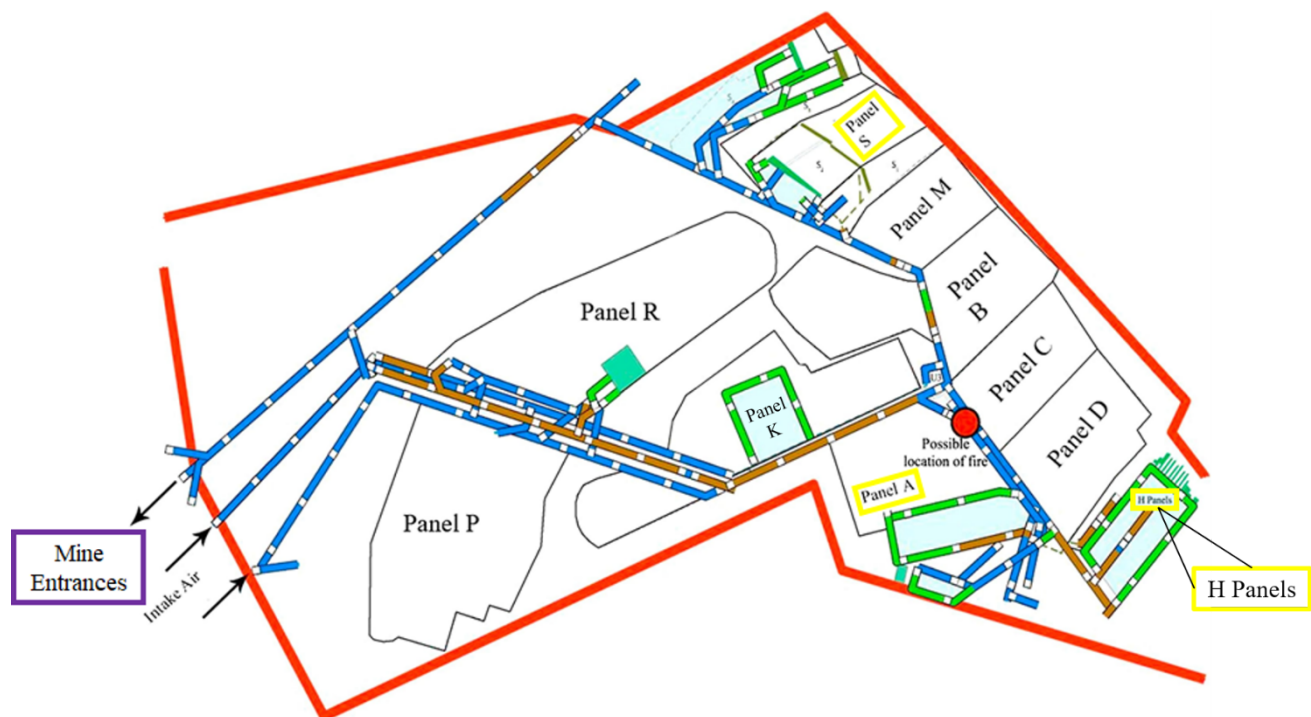 Panel
S
Panel M
Panel
B
Panel R
Panel C
U3
Panel
K
Possible
location of fire
Panel D
Panel A
H Panels
Panel P
H Panels
Mine
Entrances
Intake Air